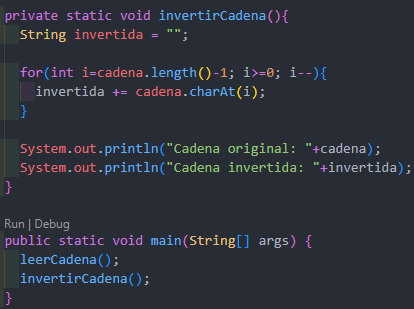 private static void invertirCadena(){
String invertida = "";
for(int i=cadena.length()-1; i>=0; i--){
invertida += cadena.charAt(i);
}
System.out.println("Cadena original: "+cadena);
System.out.println("Cadena invertida: "+invertida);
}
Run | Debug
public static void main(String[] args) {
leerCadena();
invertirCadena();
}